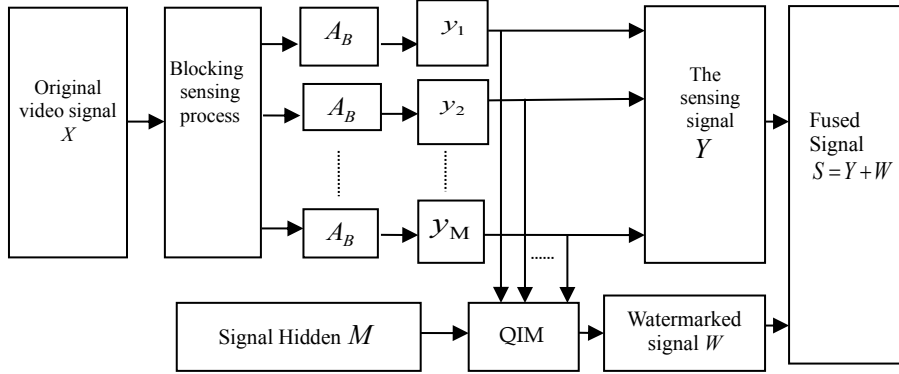 Original
video signal
X
Blocking
sensing
process
A_B
y_1
A_B
y_2
A_B
y_M
The
sensing
signal
Y
Fused
Signal
S = Y + W
Signal Hidden M
QIM
Watermarked
signal W